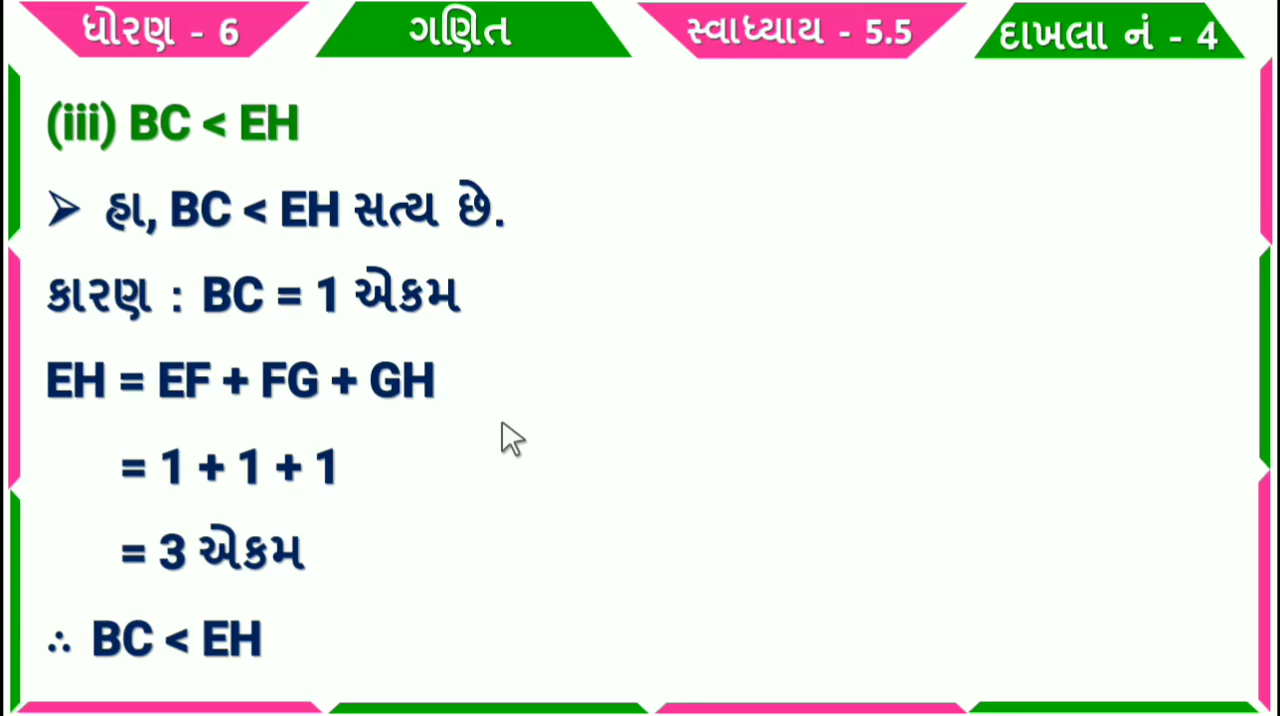 ધોરણ - 6
ગણિત
સ્વાધ્યાય - 5.5
દાખલા નં - 4
(iii) BC < EH
➢ હા, BC < EH સત્ય છે.
કારણ : BC = 1 એકમ
EH = EF + FG + GH
= 1 + 1 + 1
= 3 એકમ
∴ BC < EH